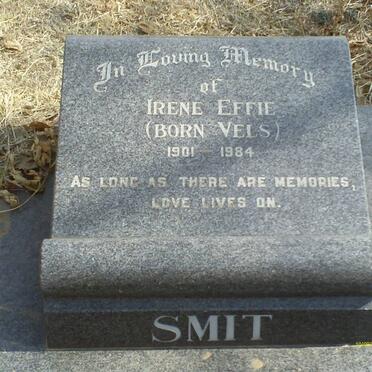 In Loving Memory
of
IRENE EFFIE
(BORN VELS)
1901 – 1984
AS LONG AS THERE ARE MEMORIES,
LOVE LIVES ON.
SMIT